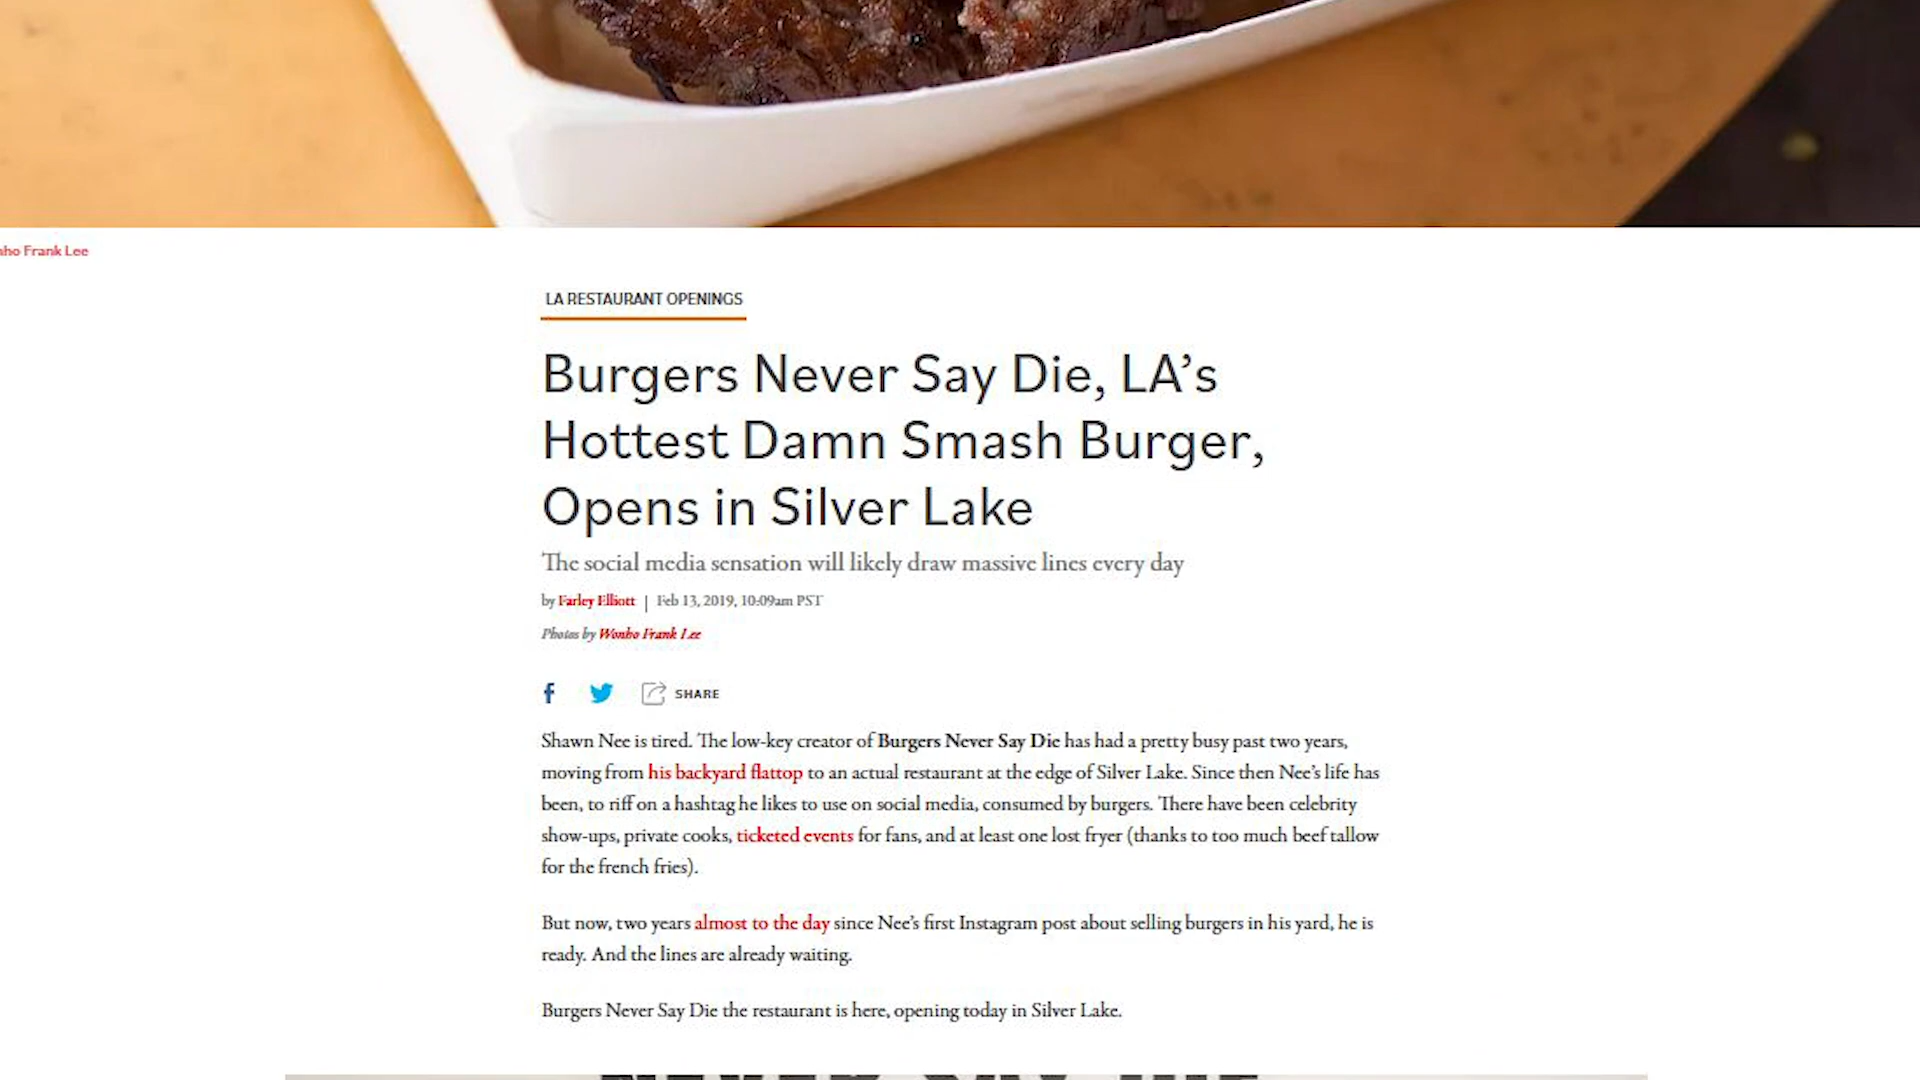 Frank Lee
LA RESTAURANT OPENINGS
Burgers Never Say Die, LA’s
Hottest Damn Smash Burger,
Opens in Silver Lake
The social media sensation will likely draw massive lines every day
by Farley Elliott | Feb 13, 2019, 10:09am PST
Photos by Wonho Frank Lee
SHARE
Shawn Nee is tired. The low-key creator of Burgers Never Say Die has had a pretty busy past two years,
moving from his backyard flattop to an actual restaurant at the edge of Silver Lake. Since then Nee’s life has
been, to riff on a hashtag he likes to use on social media, consumed by burgers. There have been celebrity
show-ups, private cooks, ticketed events for fans, and at least one lost fryer (thanks to too much beef tallow
for the french fries).
But now, two years almost to the day since Nee’s first Instagram post about selling burgers in his yard, he is
ready. And the lines are already waiting.
Burgers Never Say Die the restaurant is here, opening today in Silver Lake.